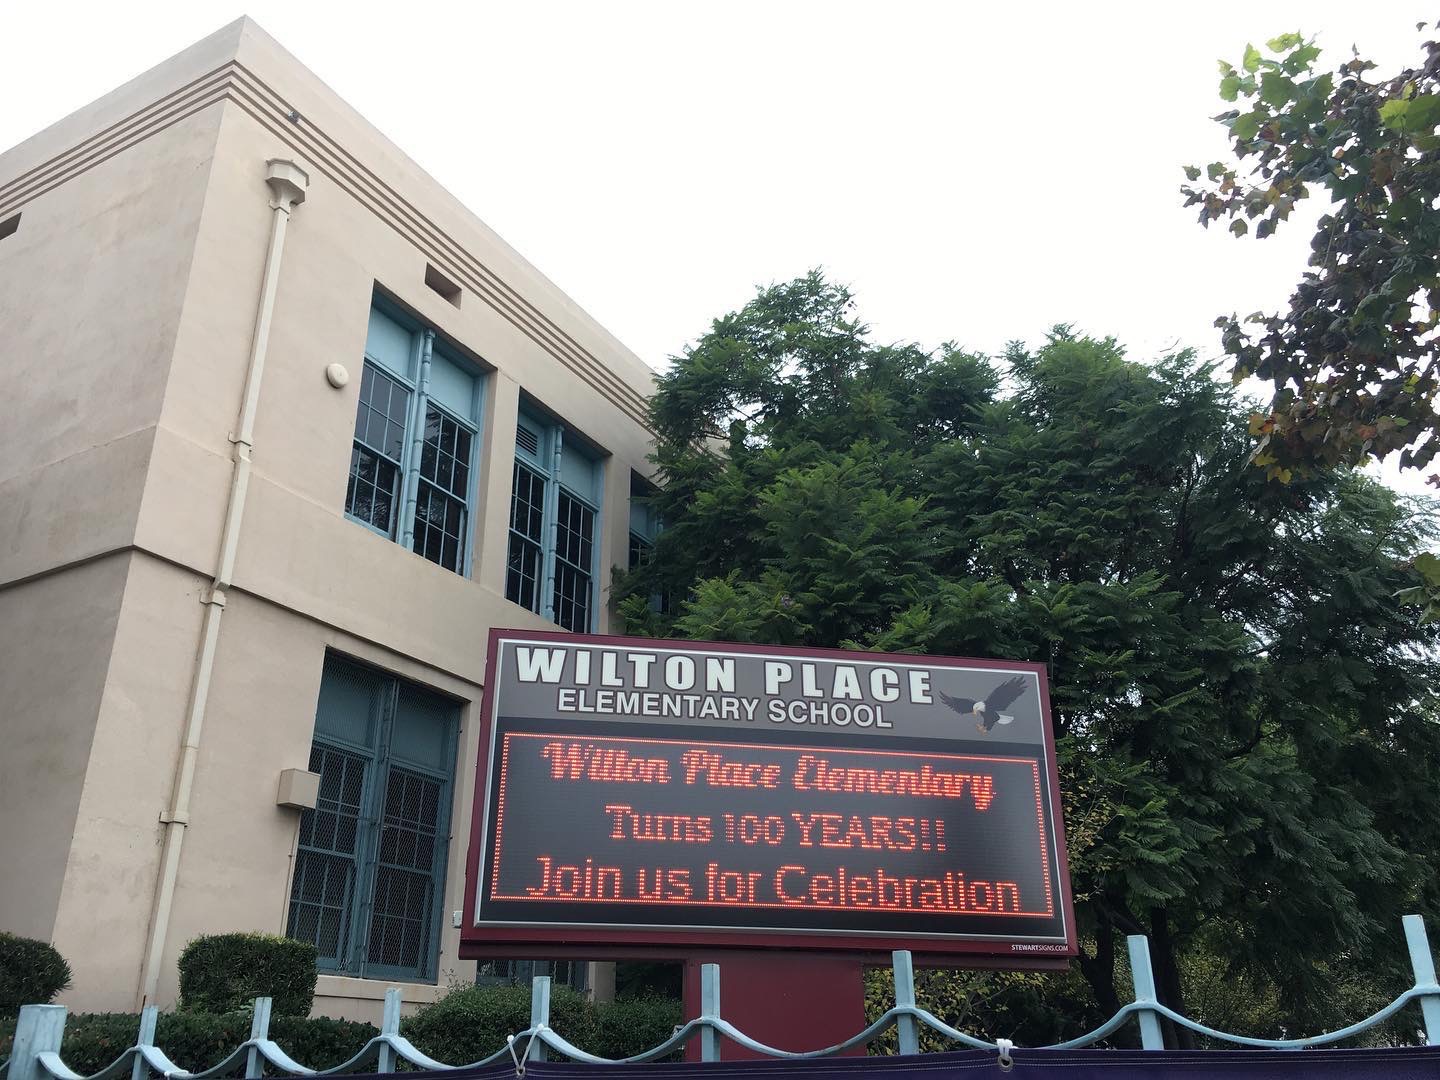 WILTON PLACE
ELEMENTARY SCHOOL
Wilton Place Elementary
Turns 100 YEARS!!
Join us for Celebration
STEWARTSIGNS.COM